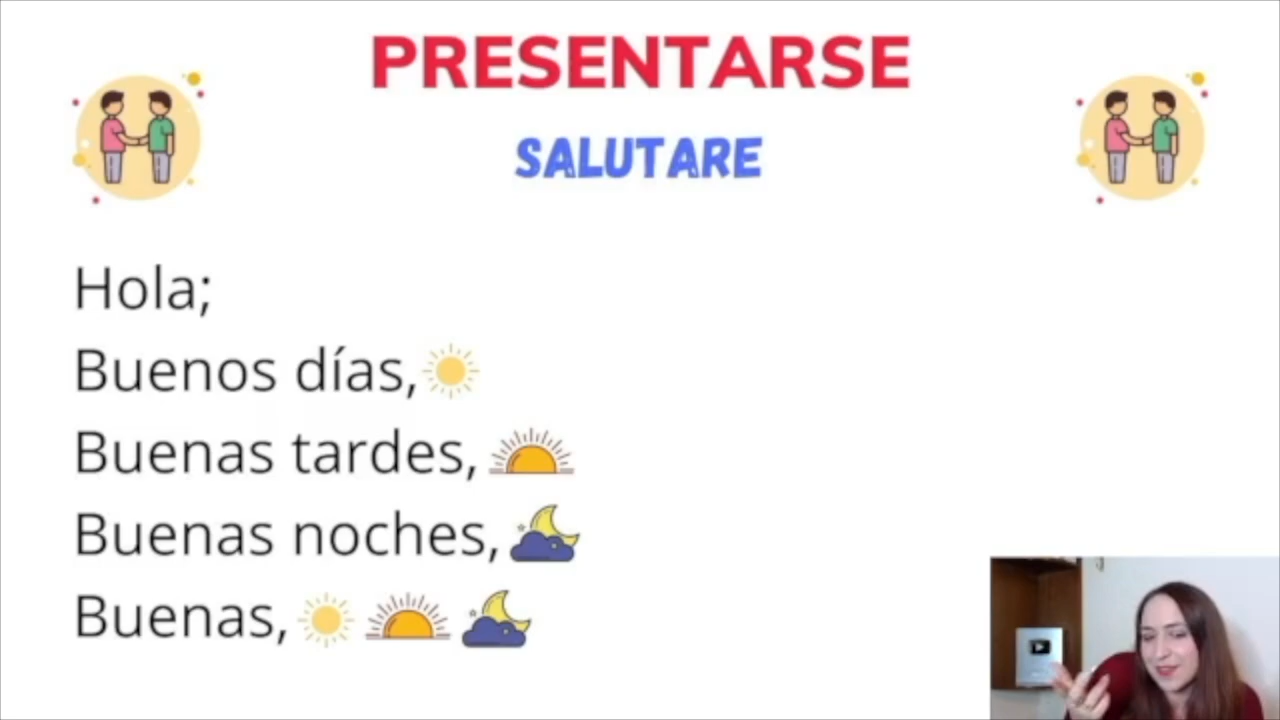 PRESENTARSE
SALUTARE
Hola;
Buenos días,
Buenas tardes,
Buenas noches,
Buenas,